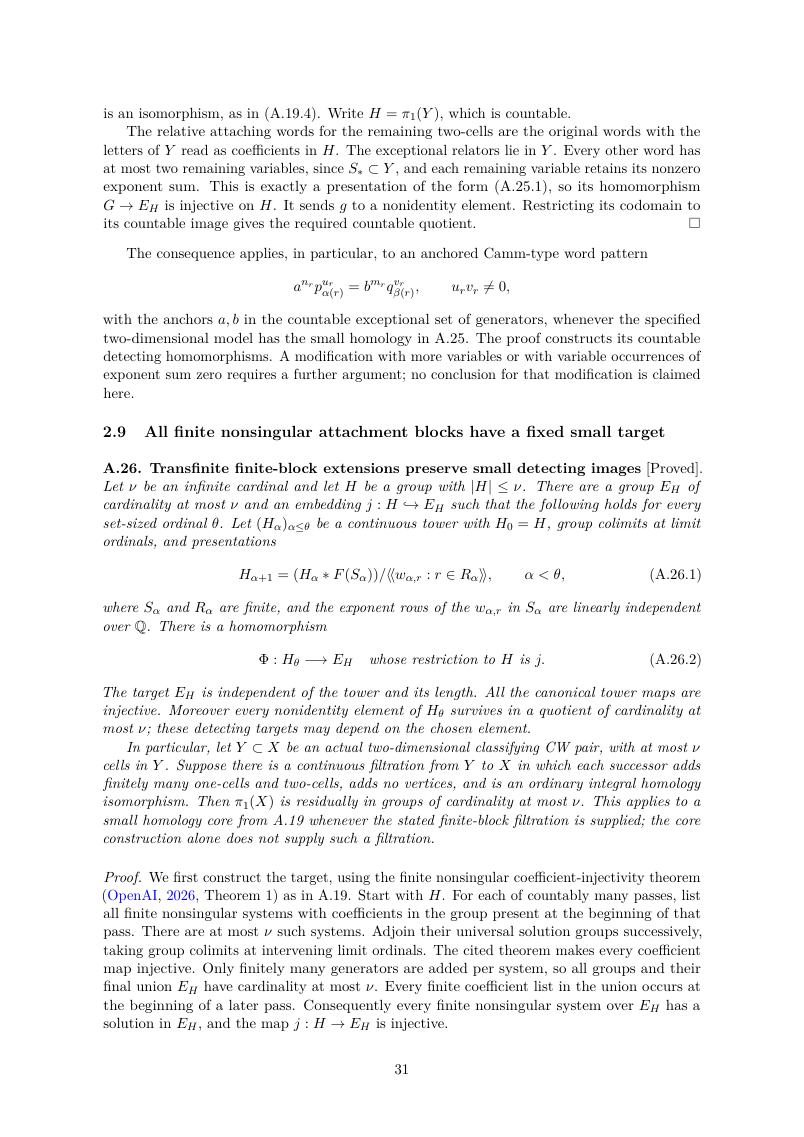 is an isomorphism, as in (A.19.4). Write H = π₁(Y), which is countable.
The relative attaching words for the remaining two-cells are the original words with the
letters of Y read as coefficients in H. The exceptional relators lie in Y. Every other word has
at most two remaining variables, since S∗ ⊂ Y, and each remaining variable retains its nonzero
exponent sum. This is exactly a presentation of the form (A.25.1), so its homomorphism
G → E_H is injective on H. It sends g to a nonidentity element. Restricting its codomain to
its countable image gives the required countable quotient. □
The consequence applies, in particular, to an anchored Camm-type word pattern
a^{n_r} p_{α(r)}^{u_r} = b^{m_r} q_{β(r)}^{v_r}, u_r v_r ≠ 0,
with the anchors a, b in the countable exceptional set of generators, whenever the specified
two-dimensional model has the small homology in A.25. The proof constructs its countable
detecting homomorphisms. A modification with more variables or with variable occurrences of
exponent sum zero requires a further argument; no conclusion for that modification is claimed
here.
2.9 All finite nonsingular attachment blocks have a fixed small target
A.26. Transfinite finite-block extensions preserve small detecting images [Proved].
Let ν be an infinite cardinal and let H be a group with |H| ≤ ν. There are a group E_H of
cardinality at most ν and an embedding j : H ↪ E_H such that the following holds for every
set-sized ordinal θ. Let (H_α)_{α≤θ} be a continuous tower with H₀ = H, group colimits at limit
ordinals, and presentations
H_{α+1} = (H_α ∗ F(S_α))/⟨⟨w_{α,r} : r ∈ R_α⟩⟩, α < θ, (A.26.1)
where S_α and R_α are finite, and the exponent rows of the w_{α,r} in S_α are linearly independent
over ℚ. There is a homomorphism
Φ : H_θ ⟶ E_H whose restriction to H is j. (A.26.2)
The target E_H is independent of the tower and its length. All the canonical tower maps are
injective. Moreover every nonidentity element of H_θ survives in a quotient of cardinality at
most ν; these detecting targets may depend on the chosen element.
In particular, let Y ⊂ X be an actual two-dimensional classifying CW pair, with at most ν
cells in Y. Suppose there is a continuous filtration from Y to X in which each successor adds
finitely many one-cells and two-cells, adds no vertices, and is an ordinary integral homology
isomorphism. Then π₁(X) is residually in groups of cardinality at most ν. This applies to a
small homology core from A.19 whenever the stated finite-block filtration is supplied; the core
construction alone does not supply such a filtration.
Proof. We first construct the target, using the finite nonsingular coefficient-injectivity theorem
(OpenAI, 2026, Theorem 1) as in A.19. Start with H. For each of countably many passes, list
all finite nonsingular systems with coefficients in the group present at the beginning of that
pass. There are at most ν such systems. Adjoin their universal solution groups successively,
taking group colimits at intervening limit ordinals. The cited theorem makes every coefficient
map injective. Only finitely many generators are added per system, so all groups and their
final union E_H have cardinality at most ν. Every finite coefficient list in the union occurs at
the beginning of a later pass. Consequently every finite nonsingular system over E_H has a
solution in E_H, and the map j : H → E_H is injective.
31